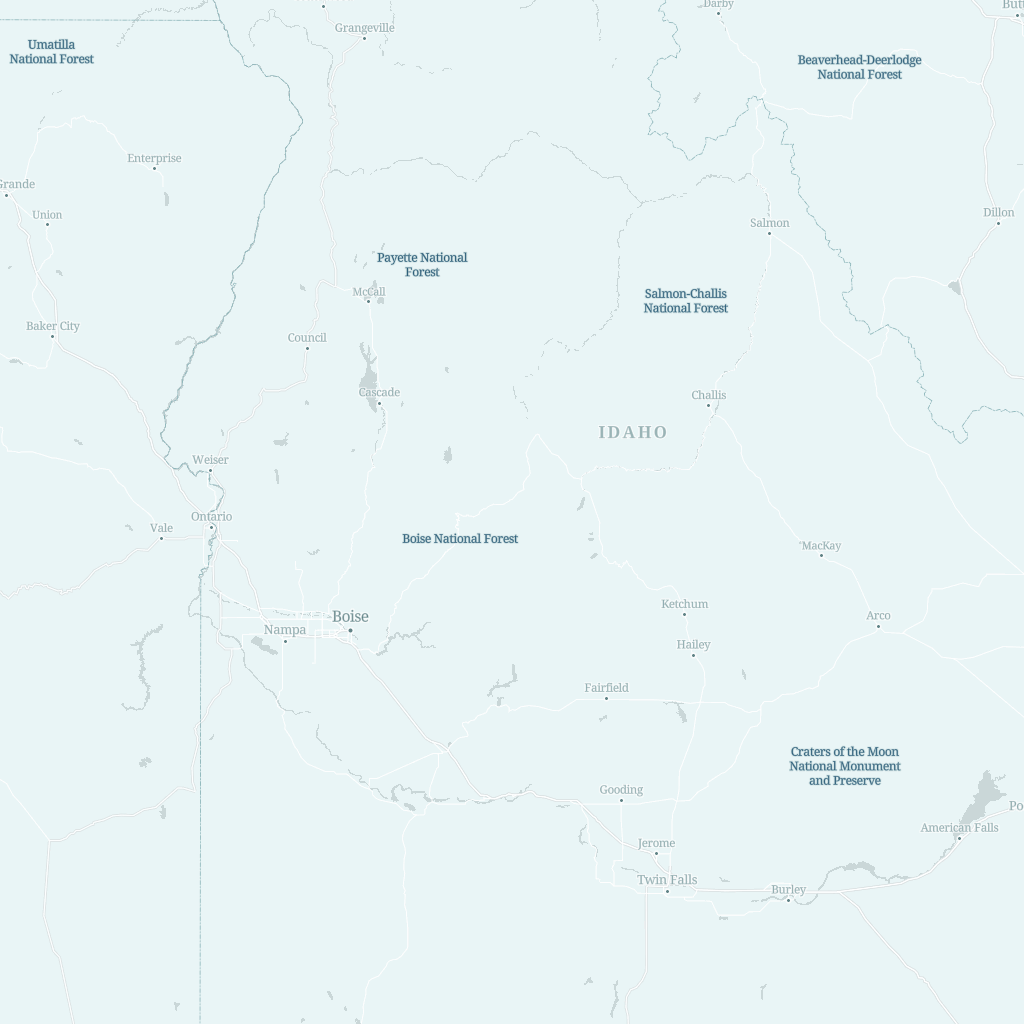 Darby
Grangeville
Umatilla
National Forest
Beaverhead-Deerlodge
National Forest
Enterprise
Grande
Union
Dillon
Salmon
Payette National
Forest
McCall
Salmon-Challis
National Forest
Baker City
Council
Cascade
Challis
IDAHO
Weiser
Ontario
Vale
Boise National Forest
MacKay
Ketchum
Boise
Nampa
Arco
Hailey
Fairfield
Craters of the Moon
National Monument
and Preserve
Gooding
Po
American Falls
Jerome
Twin Falls
Burley